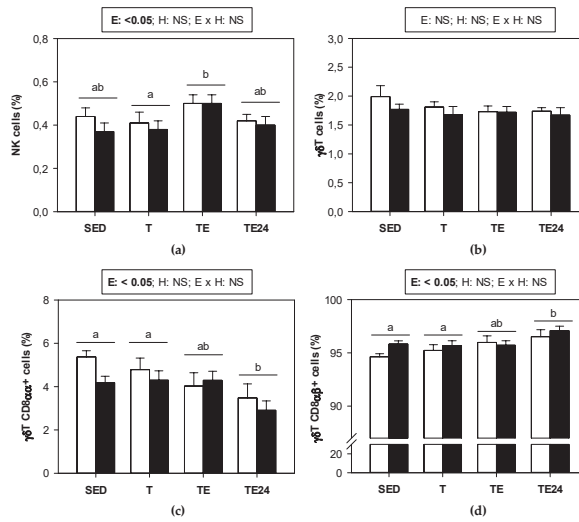 E: <0.05; H: NS; E x H: NS
0,8
0,6
0,4
0,2
0,0
NK cells (%)
ab
a
b
ab
SED T TE TE24
(a)
E: NS; H: NS; E x H: NS
3,0
2,5
2,0
1,5
1,0
0,5
0,0
γδT cells (%)
SED T TE TE24
(b)
E: < 0.05; H: NS; E x H: NS
8
6
4
2
0
γδT CD8αα+ cells (%)
a
a
ab
b
SED T TE TE24
(c)
E: < 0.05; H: NS; E x H: NS
100
95
90
20
0
γδT CD8αβ+ cells (%)
a
a
ab
b
SED T TE TE24
(d)